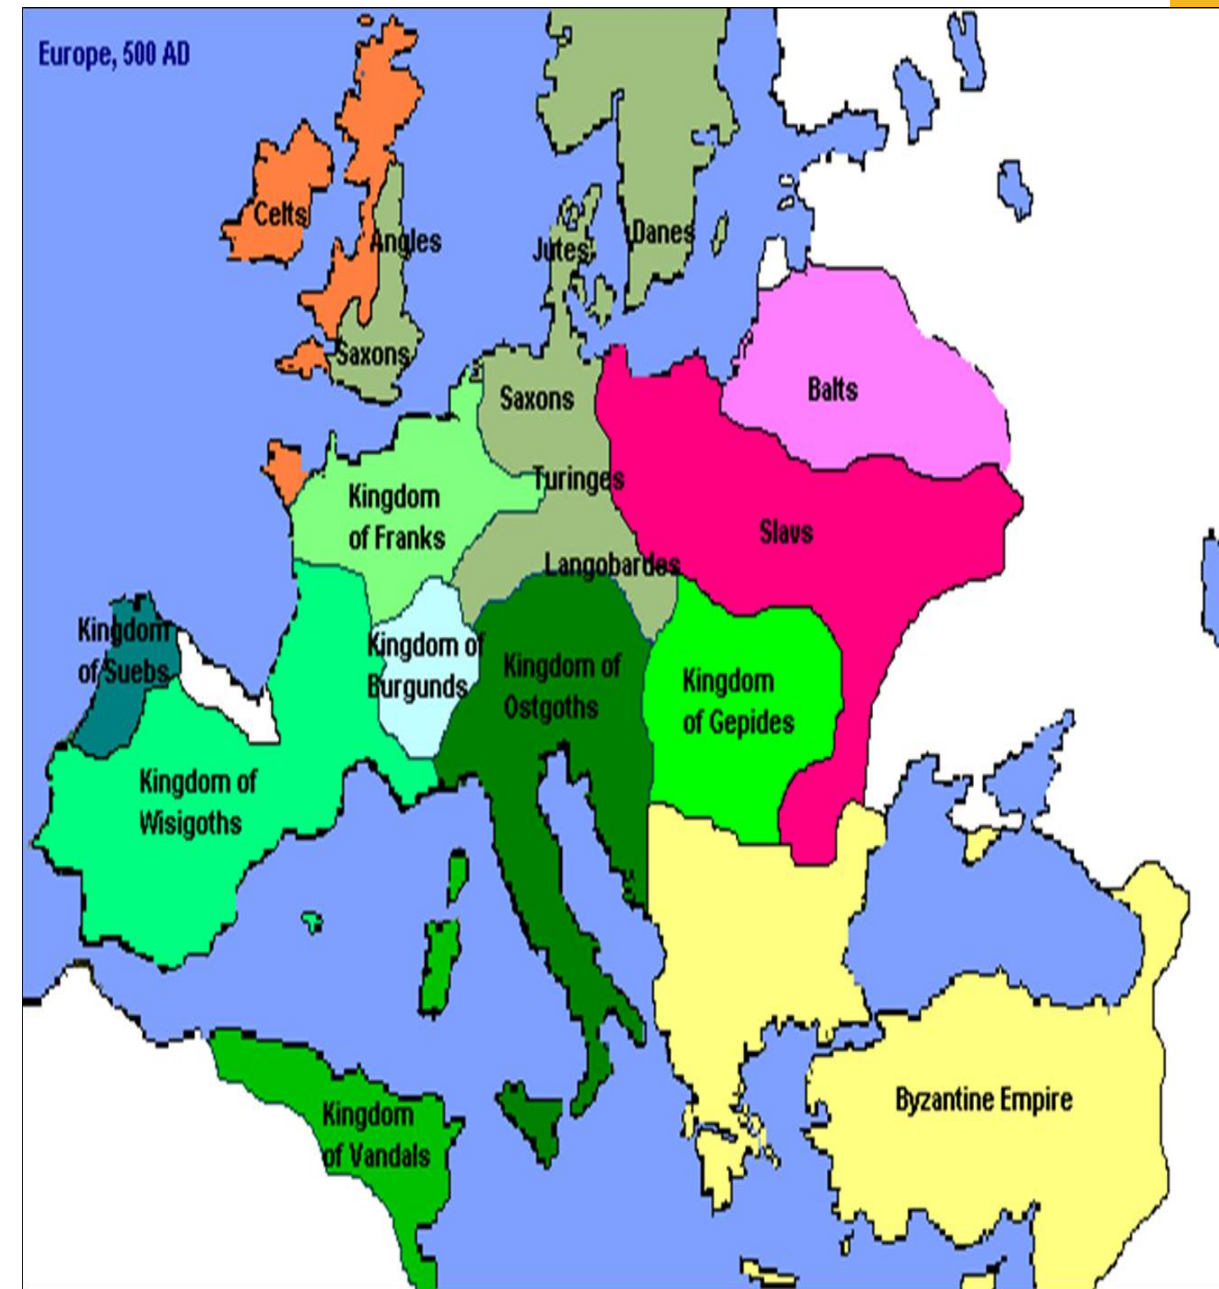 Europe, 500 AD
Celts
Angles
Jutes
Danes
Saxons
Saxons
Balts
Turinges
Kingdom
of Franks
Slavs
Langobardes
Kingdom
of Suebs
Kingdom of
Burgunds
Kingdom of
Ostgoths
Kingdom
of Gepides
Kingdom of
Wisigoths
Byzantine Empire
Kingdom
of Vandals